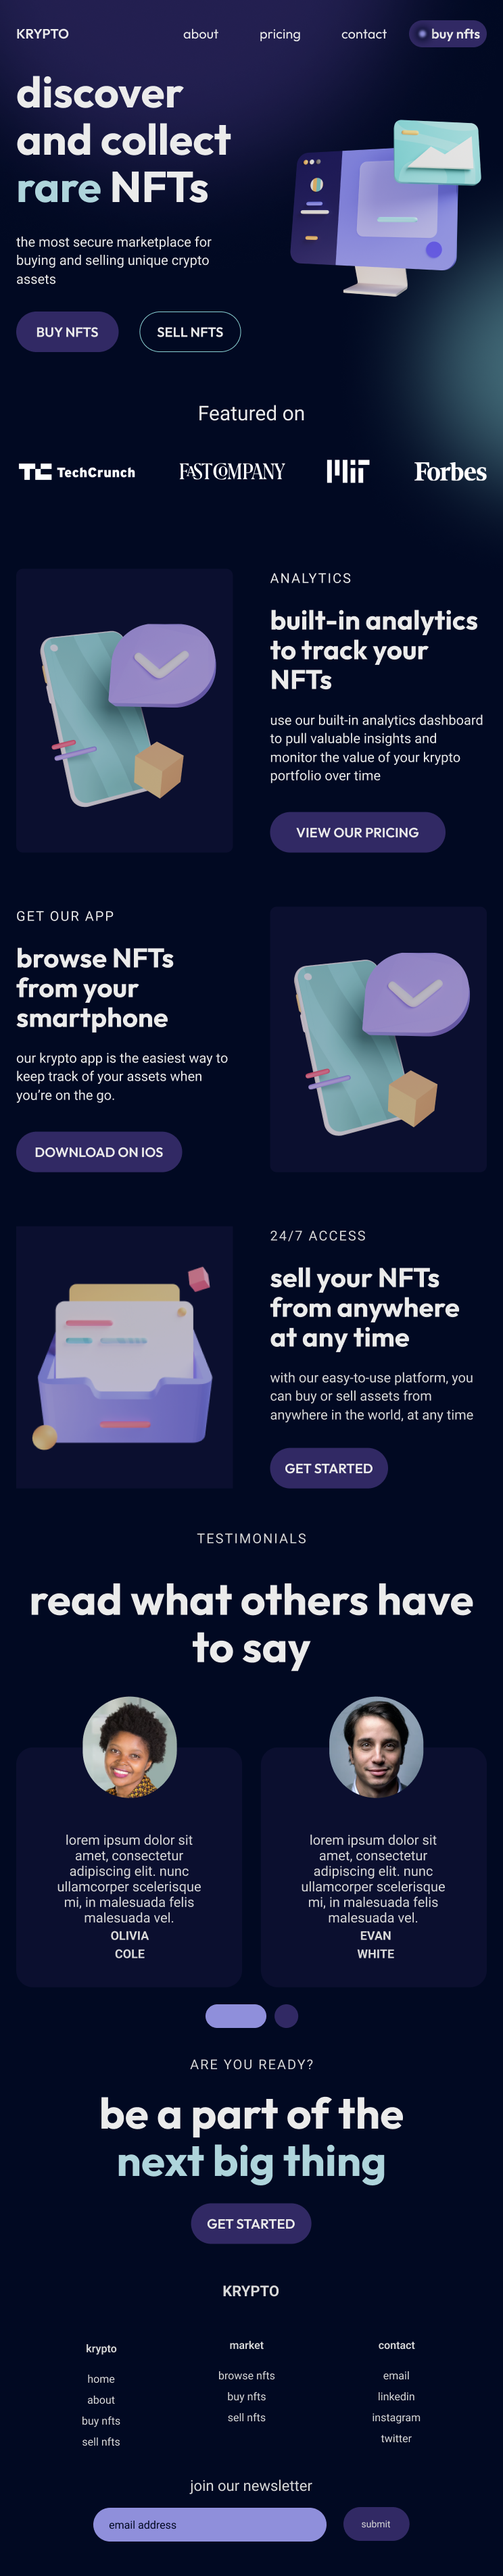 KRYPTO
about
pricing
contact
buy nfts
discover
and collect
rare NFTs
the most secure marketplace for
buying and selling unique crypto
assets
BUY NFTS
SELL NFTS
Featured on
TC TechCrunch
FAST COMPANY
MIT
Forbes
ANALYTICS
built-in analytics
to track your
NFTs
use our built-in analytics dashboard
to pull valuable insights and
monitor the value of your krypto
portfolio over time
VIEW OUR PRICING
GET OUR APP
browse NFTs
from your
smartphone
our krypto app is the easiest way to
keep track of your assets when
you’re on the go.
DOWNLOAD ON IOS
24/7 ACCESS
sell your NFTs
from anywhere
at any time
with our easy-to-use platform, you
can buy or sell assets from
anywhere in the world, at any time
GET STARTED
TESTIMONIALS
read what others have
to say
lorem ipsum dolor sit
amet, consectetur
adipiscing elit. nunc
ullamcorper scelerisque
mi, in malesuada felis
malesuada vel.
OLIVIA
COLE
lorem ipsum dolor sit
amet, consectetur
adipiscing elit. nunc
ullamcorper scelerisque
mi, in malesuada felis
malesuada vel.
EVAN
WHITE
ARE YOU READY?
be a part of the
next big thing
GET STARTED
KRYPTO
krypto
home
about
buy nfts
sell nfts
market
browse nfts
buy nfts
sell nfts
contact
email
linkedin
instagram
twitter
join our newsletter
email address
submit